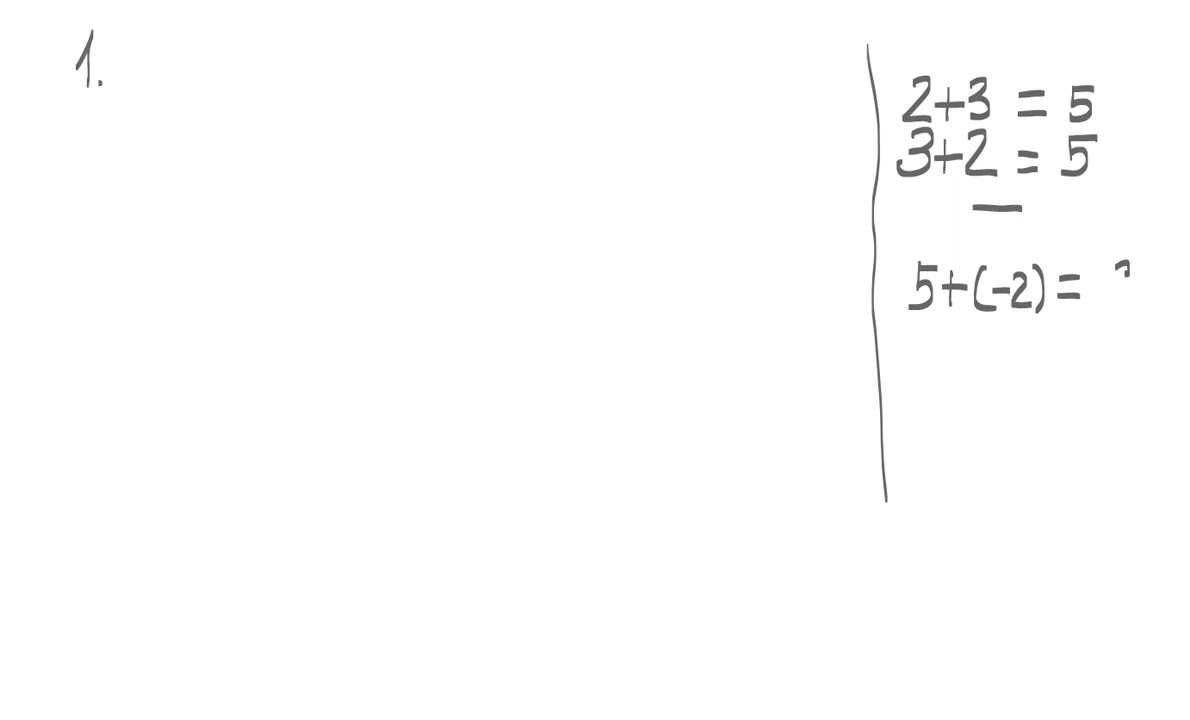 1.
2+3 = 5
3+2 = 5
—
5+(-2) = ?